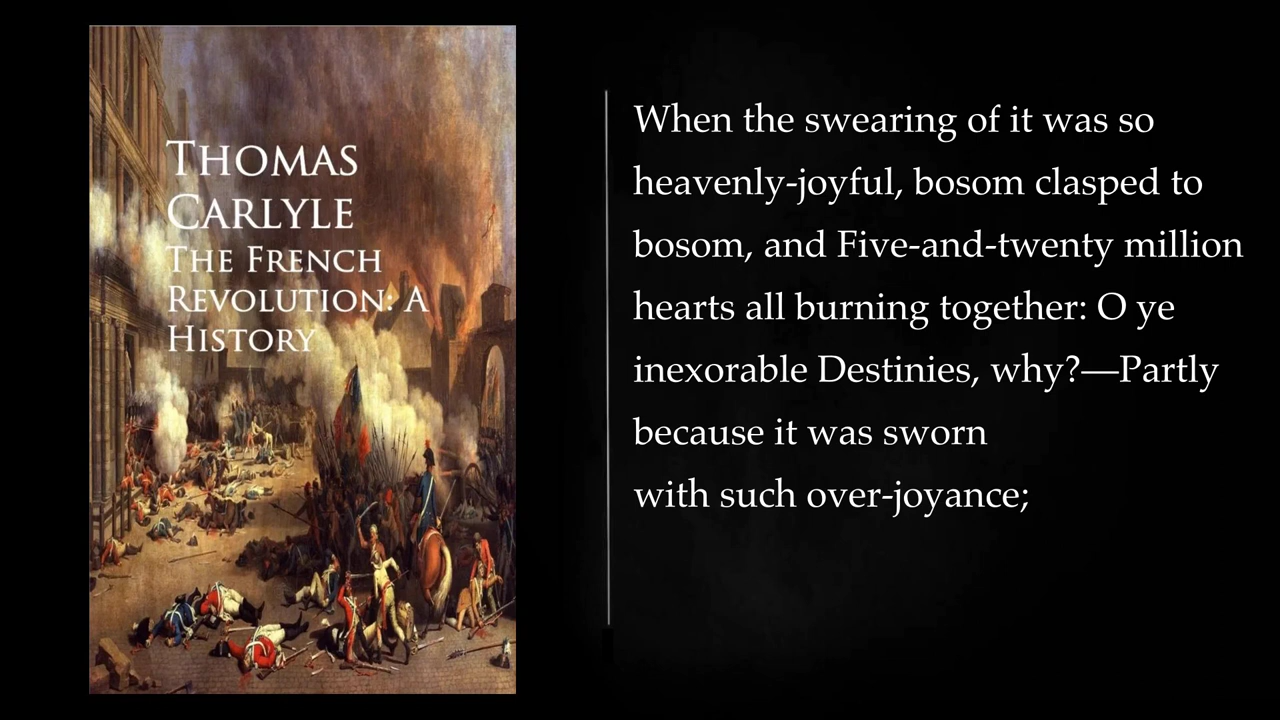 THOMAS
CARLYLE
THE FRENCH
REVOLUTION: A
HISTORY
When the swearing of it was so
heavenly-joyful, bosom clasped to
bosom, and Five-and-twenty million
hearts all burning together: O ye
inexorable Destinies, why?—Partly
because it was sworn
with such over-joyance;